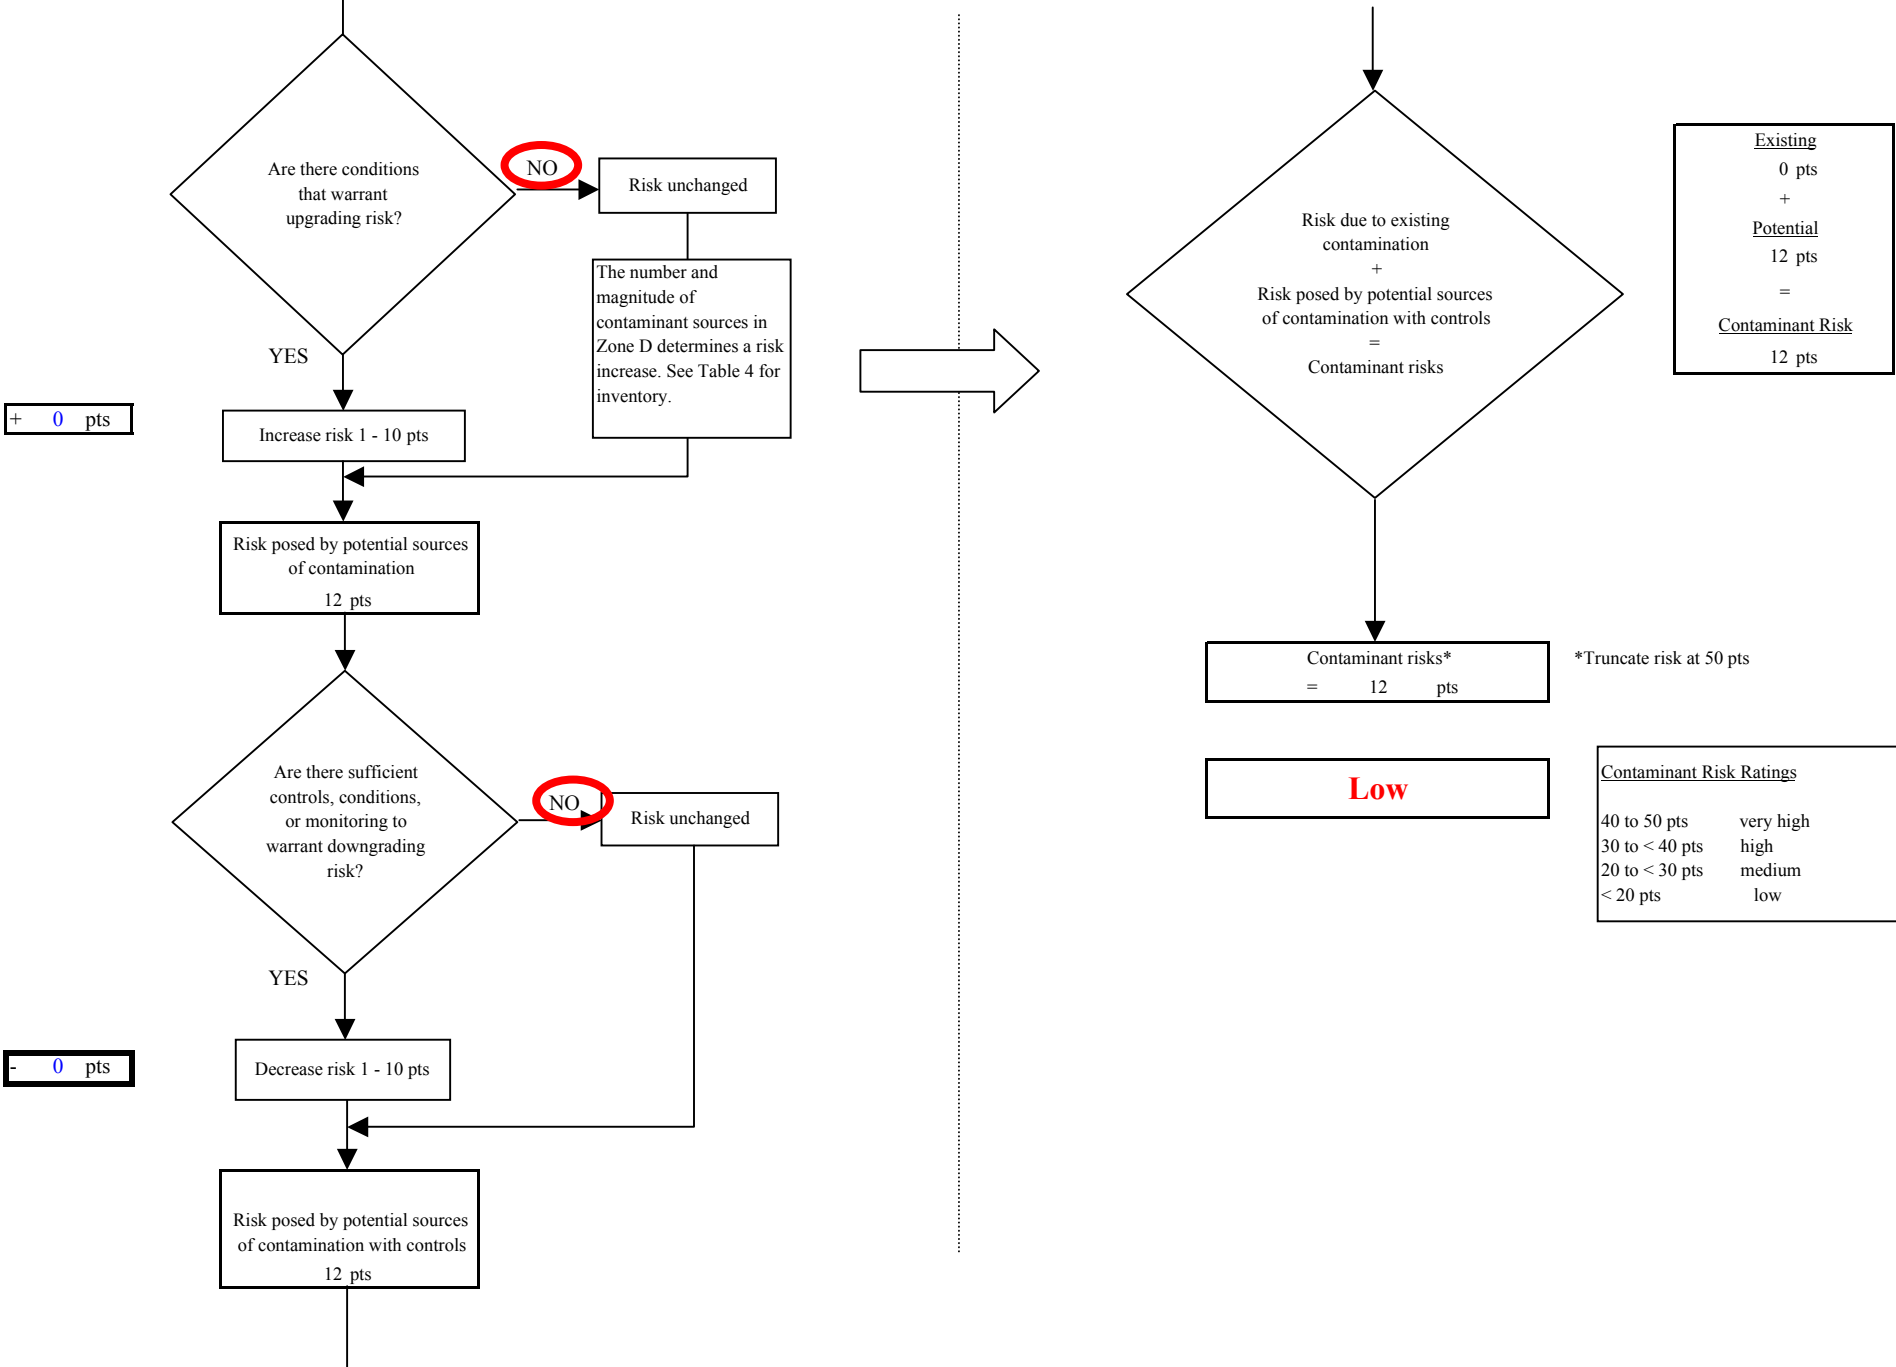 Are there conditions
that warrant
upgrading risk?
NO
Risk unchanged
The number and
magnitude of
contaminant sources in
Zone D determines a risk
increase. See Table 4 for
inventory.
YES
+ 0 pts
Increase risk 1 - 10 pts
Risk posed by potential sources
of contamination
12 pts
Are there sufficient
controls, conditions,
or monitoring to
warrant downgrading
risk?
NO
Risk unchanged
YES
- 0 pts
Decrease risk 1 - 10 pts
Risk posed by potential sources
of contamination with controls
12 pts
Risk due to existing
contamination
+
Risk posed by potential sources
of contamination with controls
=
Contaminant risks
Existing
0 pts
+
Potential
12 pts
=
Contaminant Risk
12 pts
Contaminant risks*
= 12 pts
*Truncate risk at 50 pts
Low
Contaminant Risk Ratings
40 to 50 pts very high
30 to < 40 pts high
20 to < 30 pts medium
< 20 pts low